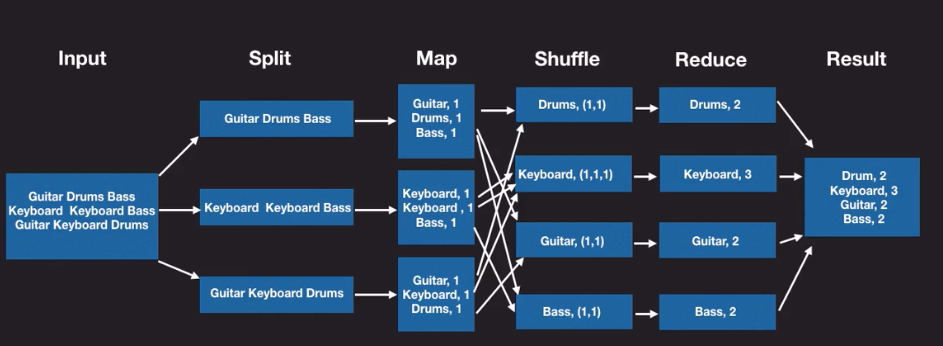 Input
Split
Map
Shuffle
Reduce
Result
Guitar Drums Bass
Keyboard  Keyboard Bass
Guitar Keyboard Drums
Guitar Drums Bass
Keyboard  Keyboard Bass
Guitar Keyboard Drums
Guitar, 1
Drums, 1
Bass, 1
Keyboard, 1
Keyboard , 1
Bass, 1
Guitar, 1
Keyboard, 1
Drums, 1
Drums, (1,1)
Keyboard, (1,1,1)
Guitar, (1,1)
Bass, (1,1)
Drums, 2
Keyboard, 3
Guitar, 2
Bass, 2
Drum, 2
Keyboard, 3
Guitar, 2
Bass, 2